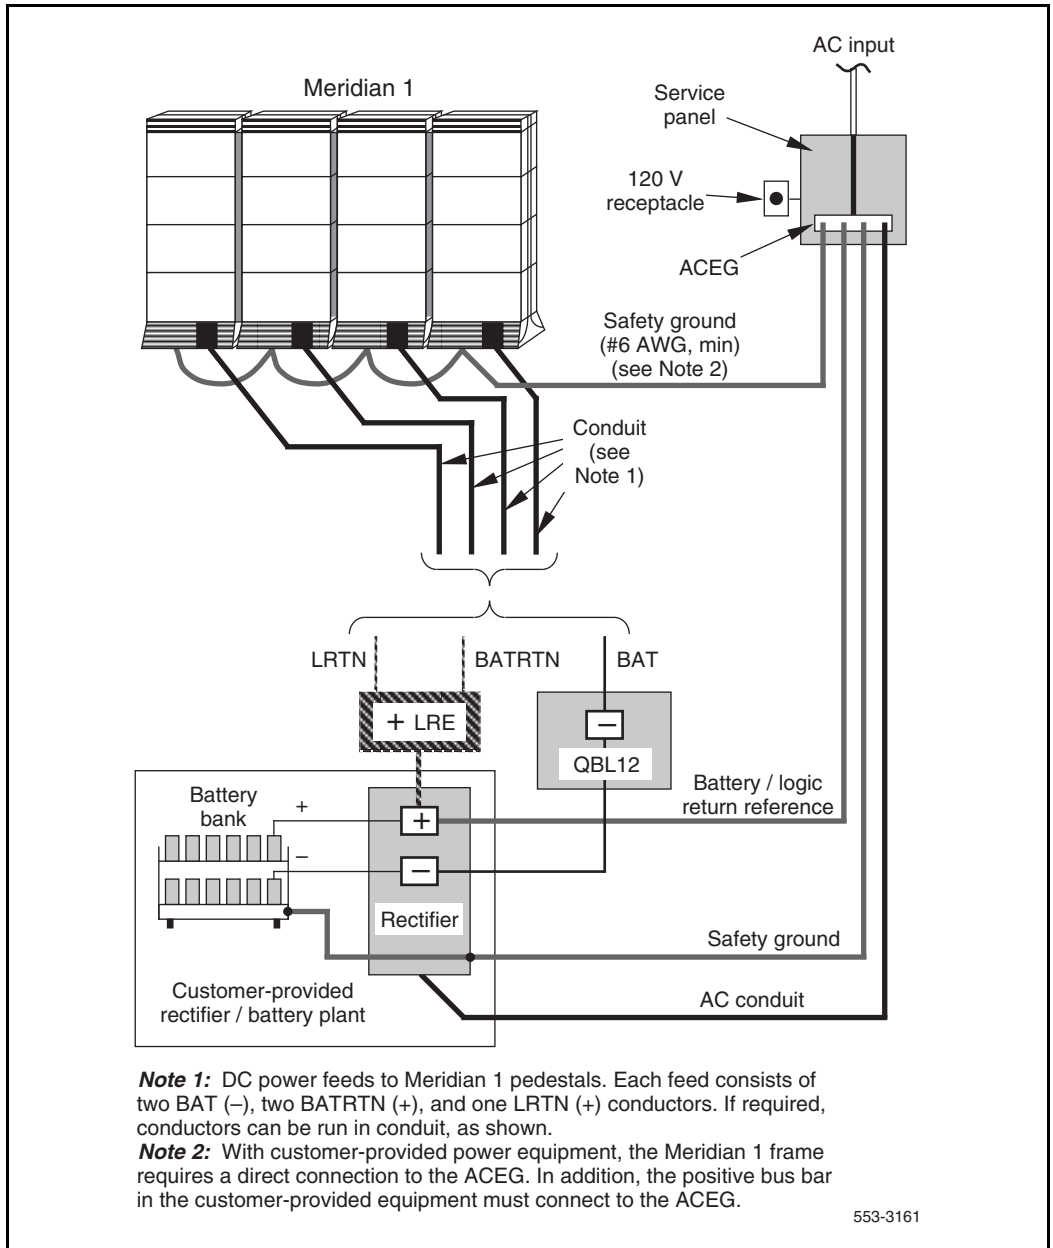 AC input
Meridian 1
Service
panel
120 V
receptacle
ACEG
Safety ground
(#6 AWG, min)
(see Note 2)
Conduit
(see
Note 1)
LRTN
BATRTN
BAT
+ LRE
–
QBL12
Battery / logic
return reference
Battery
bank
+
+
–
–
Rectifier
Safety ground
AC conduit
Customer-provided
rectifier / battery plant
Note 1: DC power feeds to Meridian 1 pedestals. Each feed consists of
two BAT (–), two BATRTN (+), and one LRTN (+) conductors. If required,
conductors can be run in conduit, as shown.
Note 2: With customer-provided power equipment, the Meridian 1 frame
requires a direct connection to the ACEG. In addition, the positive bus bar
in the customer-provided equipment must connect to the ACEG.
553-3161